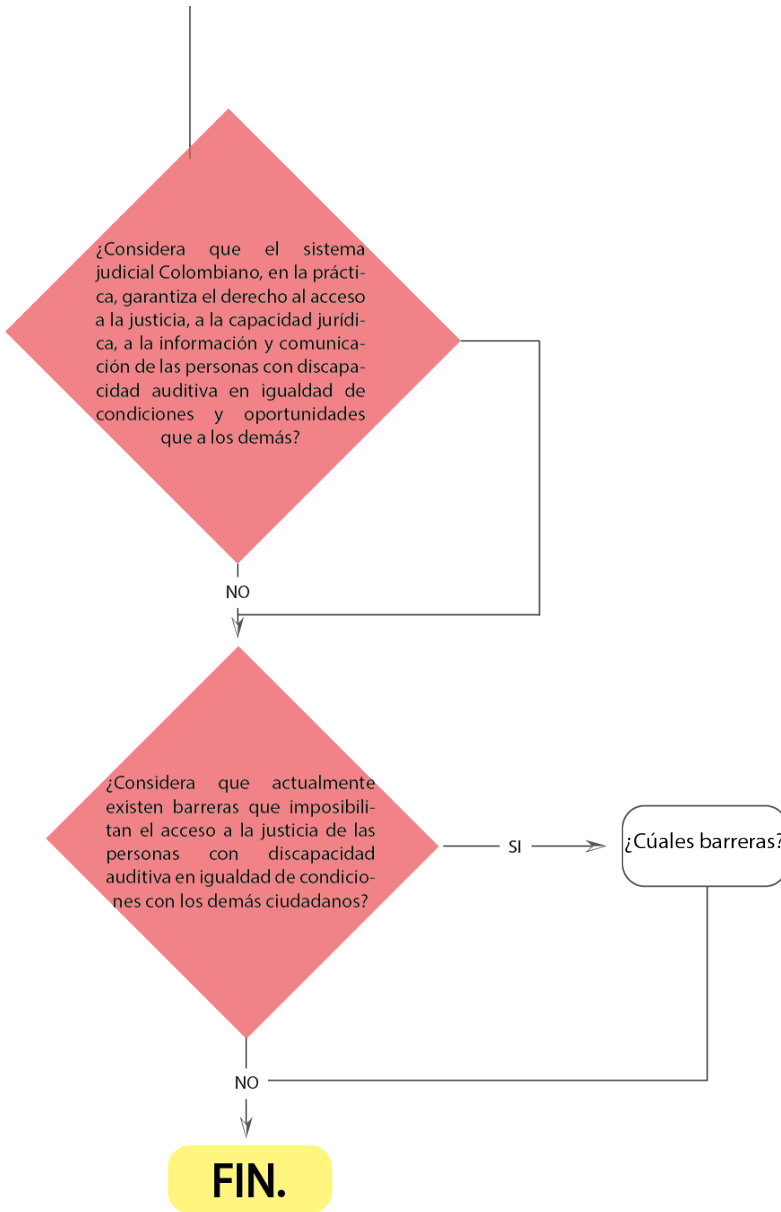 ¿Considera que el sistema
judicial Colombiano, en la prácti-
ca, garantiza el derecho al acceso
a la justicia, a la capacidad jurídi-
ca, a la información y comunica-
ción de las personas con discapa-
cidad auditiva en igualdad de
condiciones y oportunidades
que a los demás?
NO
¿Considera que actualmente
existen barreras que imposibili-
tan el acceso a la justicia de las
personas con discapacidad
auditiva en igualdad de condicio-
nes con los demás ciudadanos?
SI
¿Cúales barreras?
NO
FIN.